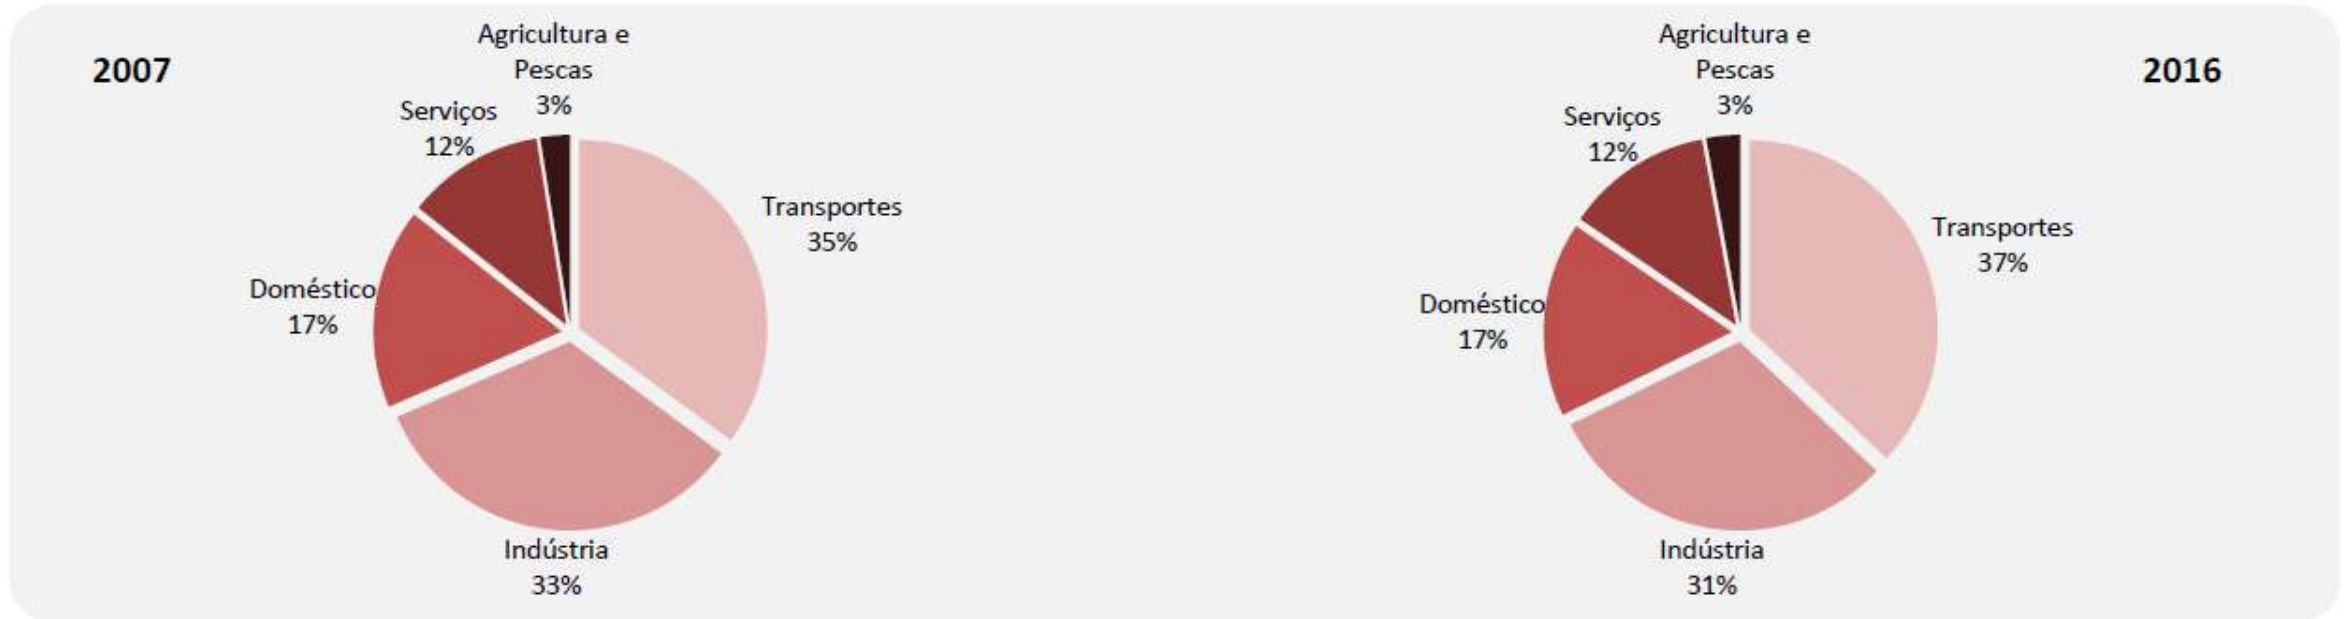 2007
Agricultura e
Pescas
3%
Serviços
12%
Transportes
35%
Doméstico
17%
Indústria
33%
2016
Agricultura e
Pescas
3%
Serviços
12%
Transportes
37%
Doméstico
17%
Indústria
31%